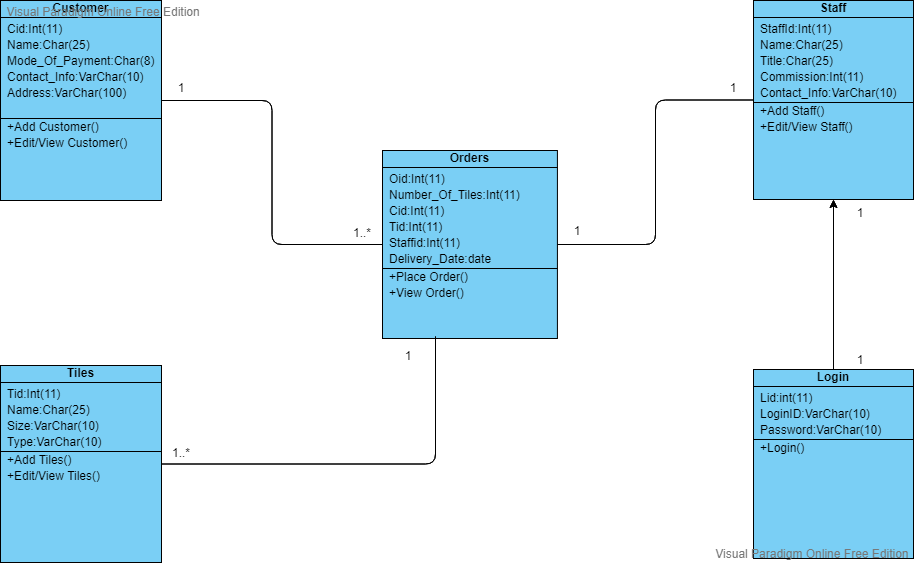 Customer
Visual Paradigm Online Free Edition
Cid:Int(11)
Name:Char(25)
Mode_Of_Payment:Char(8)
Contact_Info:VarChar(10)
Address:VarChar(100)
+Add Customer()
+Edit/View Customer()
1
1..*
Staff
StaffId:Int(11)
Name:Char(25)
Title:Char(25)
Commission:Int(11)
Contact_Info:VarChar(10)
+Add Staff()
+Edit/View Staff()
1
1
1
1
Orders
Oid:Int(11)
Number_Of_Tiles:Int(11)
Cid:Int(11)
Tid:Int(11)
Staffid:Int(11)
Delivery_Date:date
+Place Order()
+View Order()
1
1..*
Tiles
Tid:Int(11)
Name:Char(25)
Size:VarChar(10)
Type:VarChar(10)
+Add Tiles()
+Edit/View Tiles()
Login
Lid:int(11)
LoginID:VarChar(10)
Password:VarChar(10)
+Login()
Visual Paradigm Online Free Edition